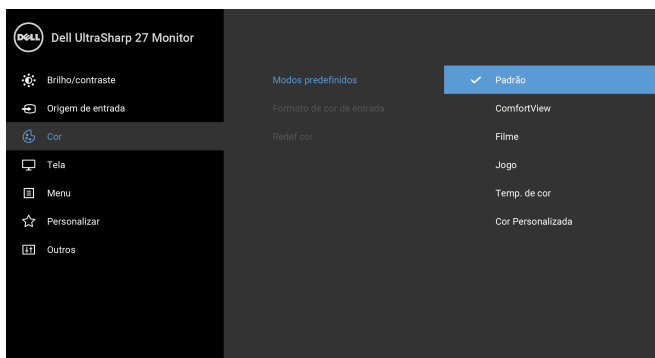 DELL Dell UltraSharp 27 Monitor
Brilho/contraste Modos predefinidos Padrão
Origem de entrada Formato de cor de entrada ComfortView
Cor Redef cor Filme
Tela Jogo
Menu Temp. de cor
Personalizar Cor Personalizada
Outros